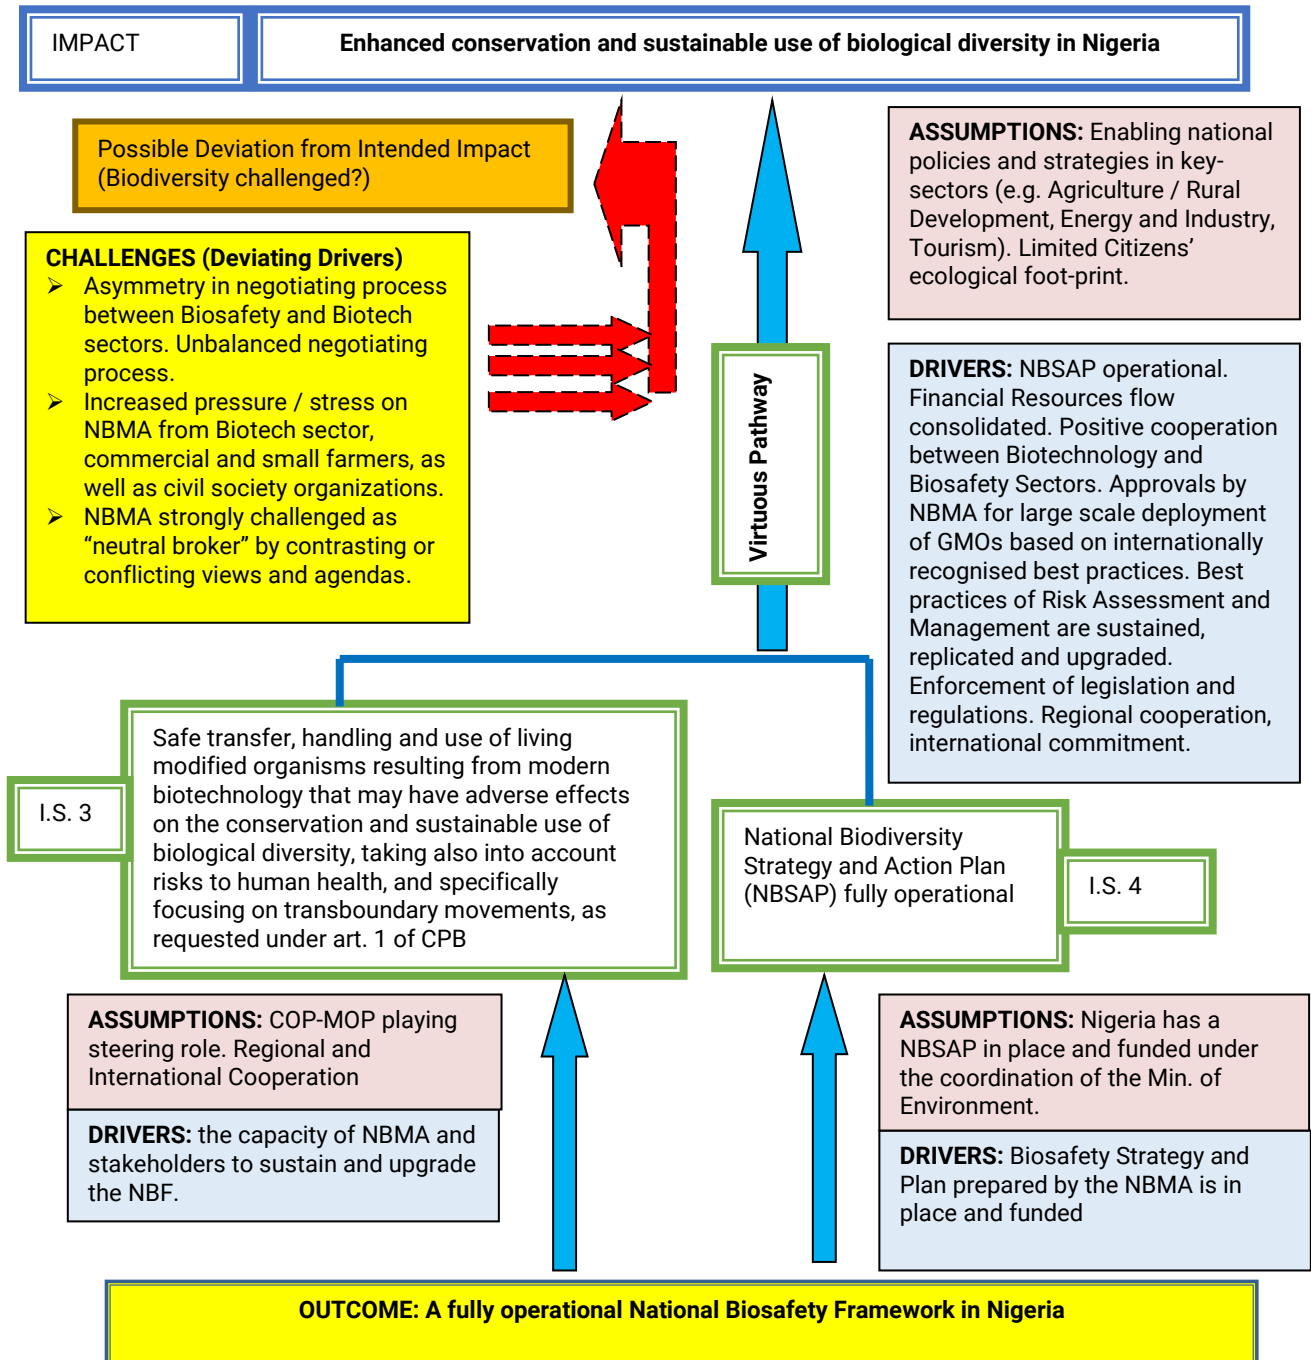 IMPACT
Enhanced conservation and sustainable use of biological diversity in Nigeria
Possible Deviation from Intended Impact
(Biodiversity challenged?)
ASSUMPTIONS: Enabling national
policies and strategies in key-
sectors (e.g. Agriculture / Rural
Development, Energy and Industry,
Tourism). Limited Citizens’
ecological foot-print.
CHALLENGES (Deviating Drivers)
➢ Asymmetry in negotiating process
between Biosafety and Biotech
sectors. Unbalanced negotiating
process.
➢ Increased pressure / stress on
NBMA from Biotech sector,
commercial and small farmers, as
well as civil society organizations.
➢ NBMA strongly challenged as
“neutral broker” by contrasting or
conflicting views and agendas.
Virtuous Pathway
DRIVERS: NBSAP operational.
Financial Resources flow
consolidated. Positive cooperation
between Biotechnology and
Biosafety Sectors. Approvals by
NBMA for large scale deployment
of GMOs based on internationally
recognised best practices. Best
practices of Risk Assessment and
Management are sustained,
replicated and upgraded.
Enforcement of legislation and
regulations. Regional cooperation,
international commitment.
I.S. 3
Safe transfer, handling and use of living
modified organisms resulting from modern
biotechnology that may have adverse effects
on the conservation and sustainable use of
biological diversity, taking also into account
risks to human health, and specifically
focusing on transboundary movements, as
requested under art. 1 of CPB
National Biodiversity
Strategy and Action Plan
(NBSAP) fully operational
I.S. 4
ASSUMPTIONS: COP-MOP playing
steering role. Regional and
International Cooperation
DRIVERS: the capacity of NBMA and
stakeholders to sustain and upgrade
the NBF.
ASSUMPTIONS: Nigeria has a
NBSAP in place and funded under
the coordination of the Min. of
Environment.
DRIVERS: Biosafety Strategy and
Plan prepared by the NBMA is in
place and funded
OUTCOME: A fully operational National Biosafety Framework in Nigeria